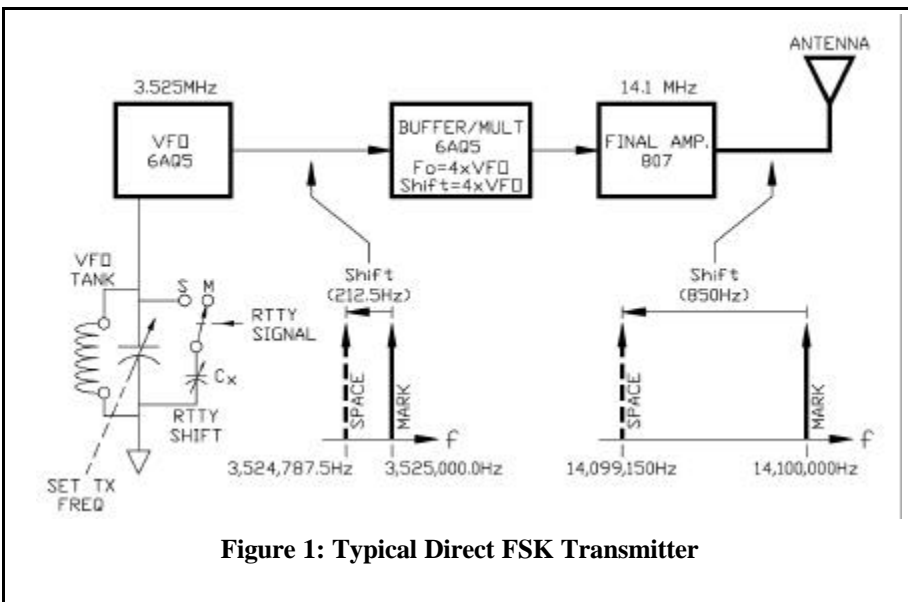 ANTENNA
3.525MHz
14.1 MHz
VFO
6AQ5
BUFFER/MULT
6AQ5
Fo=4xVFO
Shift=4xVFO
FINAL AMP.
807
VFO
TANK
S M
RTTY
SIGNAL
Cx
RTTY
SHIFT
SET TX
FREQ
Shift
(212.5Hz)
SPACE
MARK
f
3,524,787.5Hz
3,525,000.0Hz
Shift
(850Hz)
SPACE
MARK
f
14,099,150Hz
14,100,000Hz
Figure 1: Typical Direct FSK Transmitter